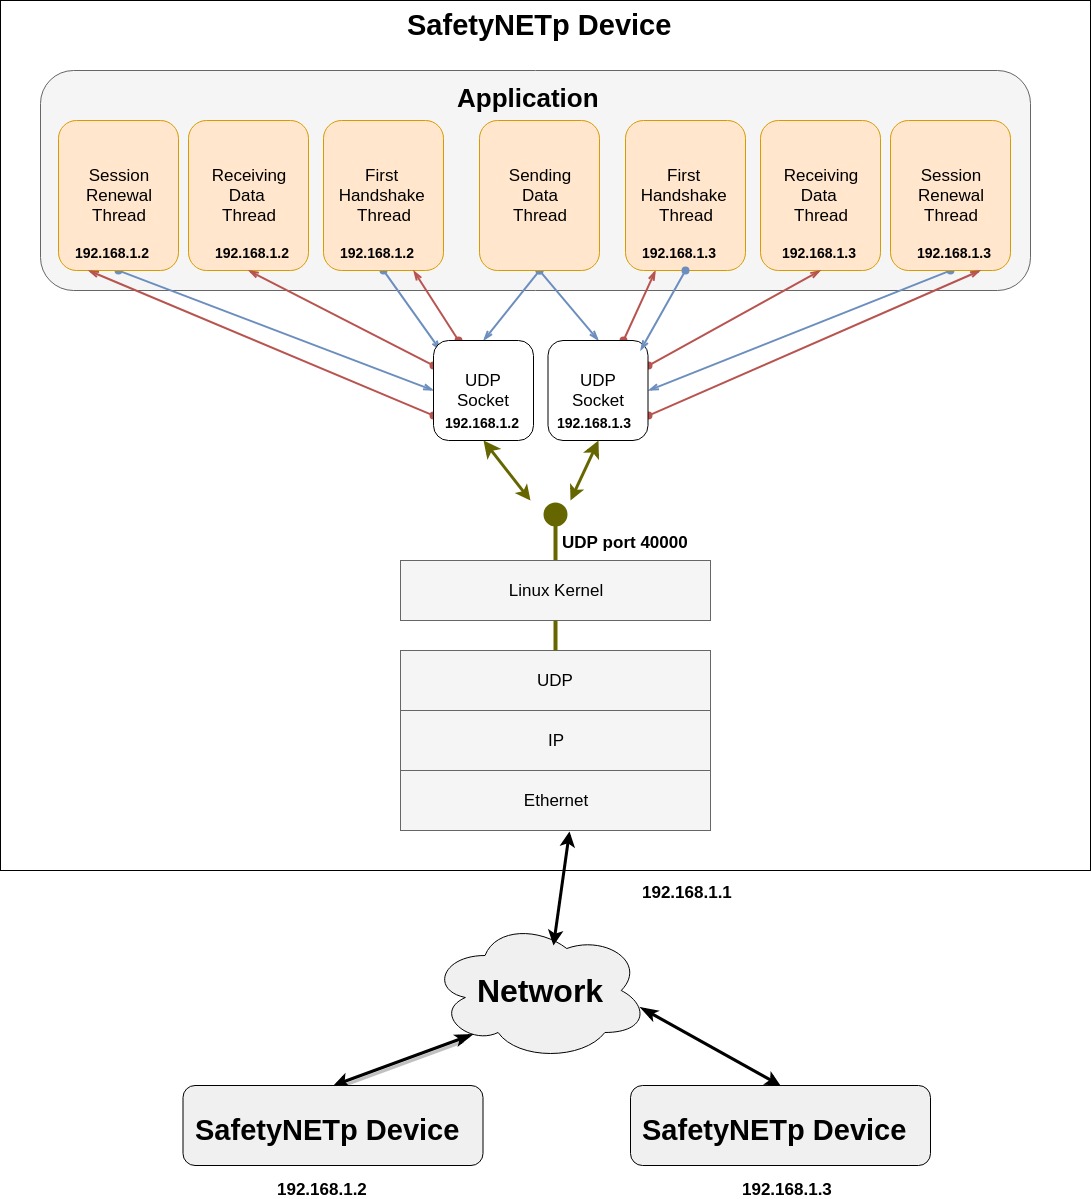 SafetyNETp Device
Application
Session
Renewal
Thread
192.168.1.2
Receiving
Data
Thread
192.168.1.2
First
Handshake
Thread
192.168.1.2
Sending
Data
Thread
First
Handshake
Thread
192.168.1.3
Receiving
Data
Thread
192.168.1.3
Session
Renewal
Thread
192.168.1.3
UDP
Socket
192.168.1.2
UDP
Socket
192.168.1.3
UDP port 40000
Linux Kernel
UDP
IP
Ethernet
192.168.1.1
Network
SafetyNETp Device
192.168.1.2
SafetyNETp Device
192.168.1.3